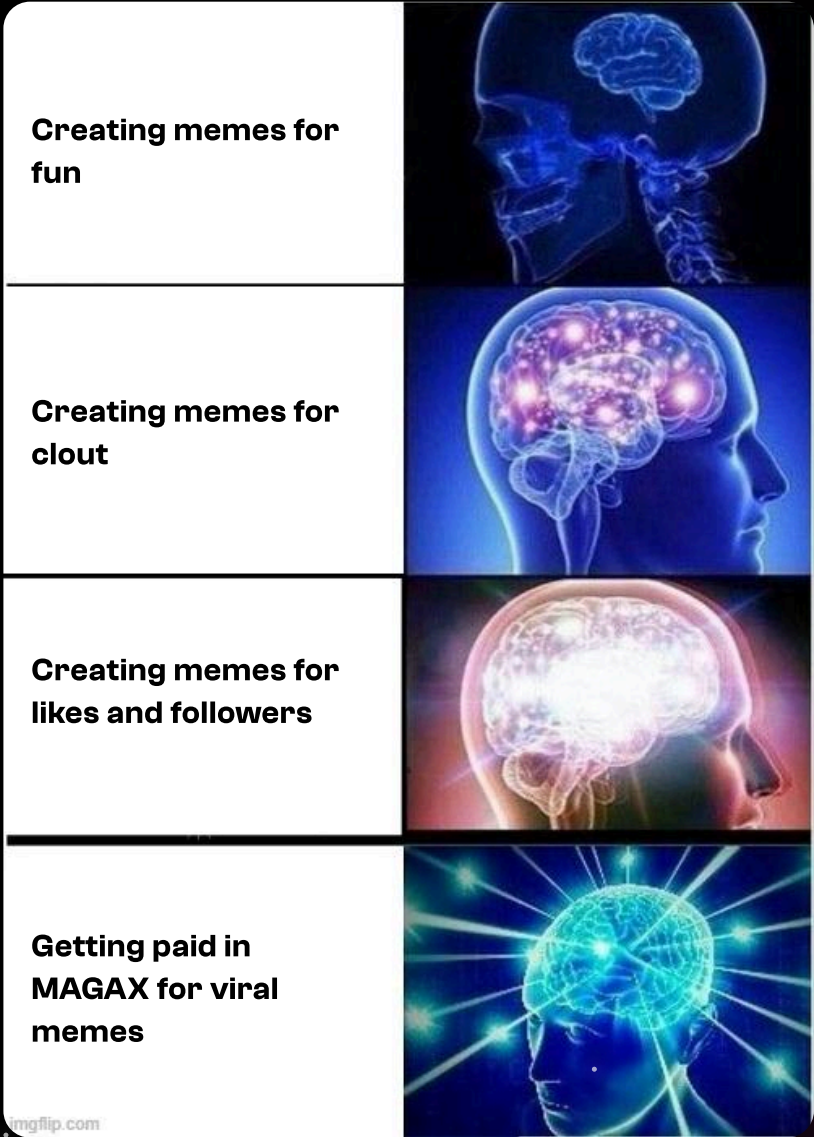 Creating memes for
fun
Creating memes for
clout
Creating memes for
likes and followers
Getting paid in
MAGAX for viral
memes
imgflip.com